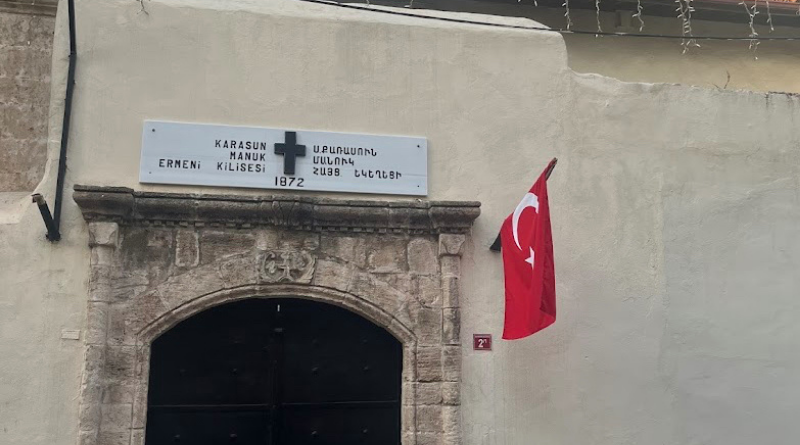 KARASUN
MANUK
ERMENİ KİLİSESİ
Ս.ՔԱՌԱՍՈՒՆ
ՄԱՆՈՒԿ
ՀԱՅՑ. ԵԿԵՂԵՑԻ
1872